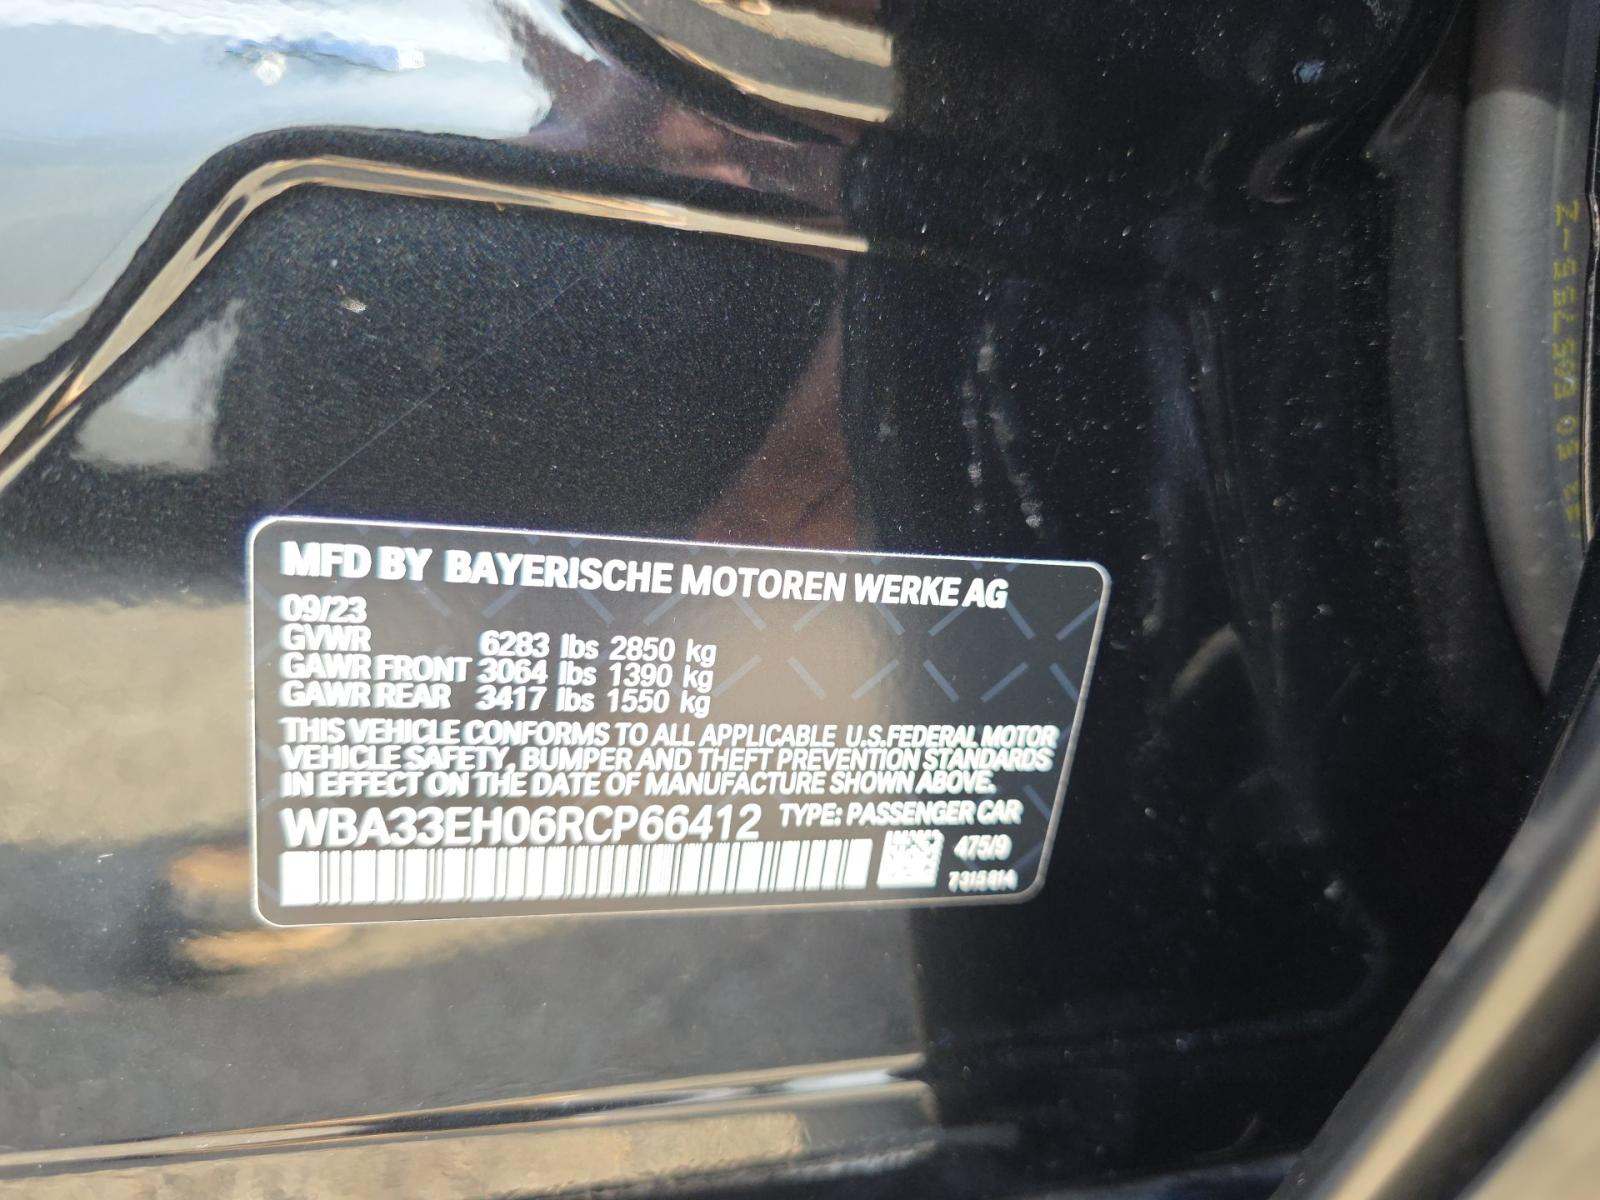 MFD BY BAYERISCHE MOTOREN WERKE AG
09/23
GVWR 6283 lbs 2850 kg
GAWR FRONT 3064 lbs 1390 kg
GAWR REAR 3417 lbs 1550 kg
THIS VEHICLE CONFORMS TO ALL APPLICABLE U.S.FEDERAL MOTOR
VEHICLE SAFETY, BUMPER AND THEFT PREVENTION STANDARDS
IN EFFECT ON THE DATE OF MANUFACTURE SHOWN ABOVE.
WBA33EH06RCP66412 TYPE: PASSENGER CAR
475/9
7315814